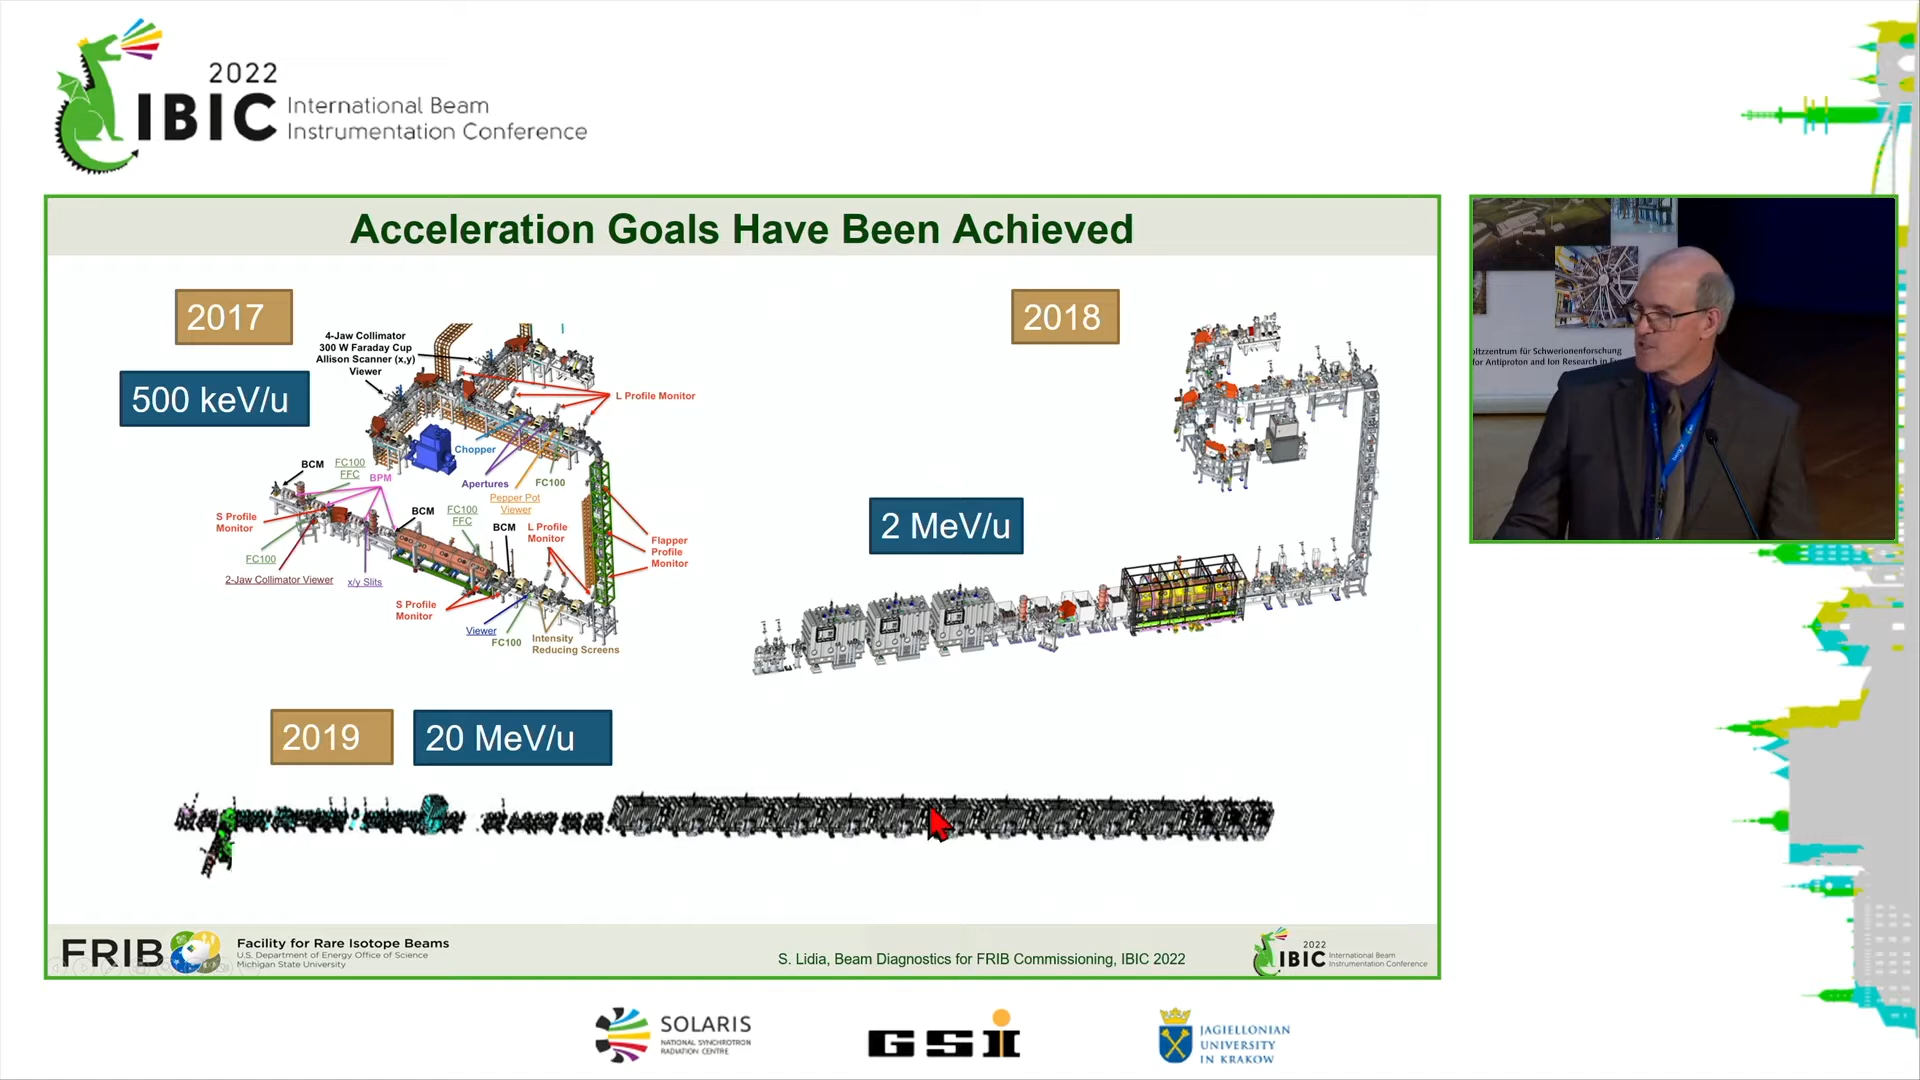 2022
IBIC International Beam
Instrumentation Conference
Acceleration Goals Have Been Achieved
2017
500 keV/u
4-Jaw Collimator
300 W Faraday Cup
Allison Scanner (x,y)
Viewer
L Profile Monitor
Chopper
Apertures
Pepper Pot
Viewer
FC100
BCM
FC100
FFC
BPM
S Profile
Monitor
FC100
2-Jaw Collimator Viewer
x/y Slits
BCM
FC100
FFC
BCM
L Profile
Monitor
Flapper
Profile
Monitor
S Profile
Monitor
Viewer
FC100
Intensity
Reducing Screens
2018
2 MeV/u
2019
20 MeV/u
FRIB
Facility for Rare Isotope Beams
U.S. Department of Energy Office of Science
Michigan State University
S. Lidia, Beam Diagnostics for FRIB Commissioning, IBIC 2022
2022
IBIC International Beam
Instrumentation Conference
oltzzentrum für Schwerionenforschung
for Antiproton and Ion Research in
SOLARIS
NATIONAL SYNCHROTRON
RADIATION CENTRE
GSI
JAGIELLONIAN
UNIVERSITY
IN KRAKOW